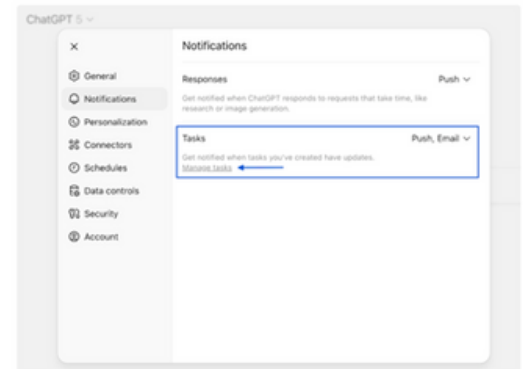 ChatGPT 5
Notifications
General
Notifications
Personalization
Connectors
Schedules
Data controls
Security
Account
Responses Push
Get notified when ChatGPT responds to requests that take time, like
research or image generation.
Tasks Push, Email
Get notified when tasks you've created have updates.
Manage tasks